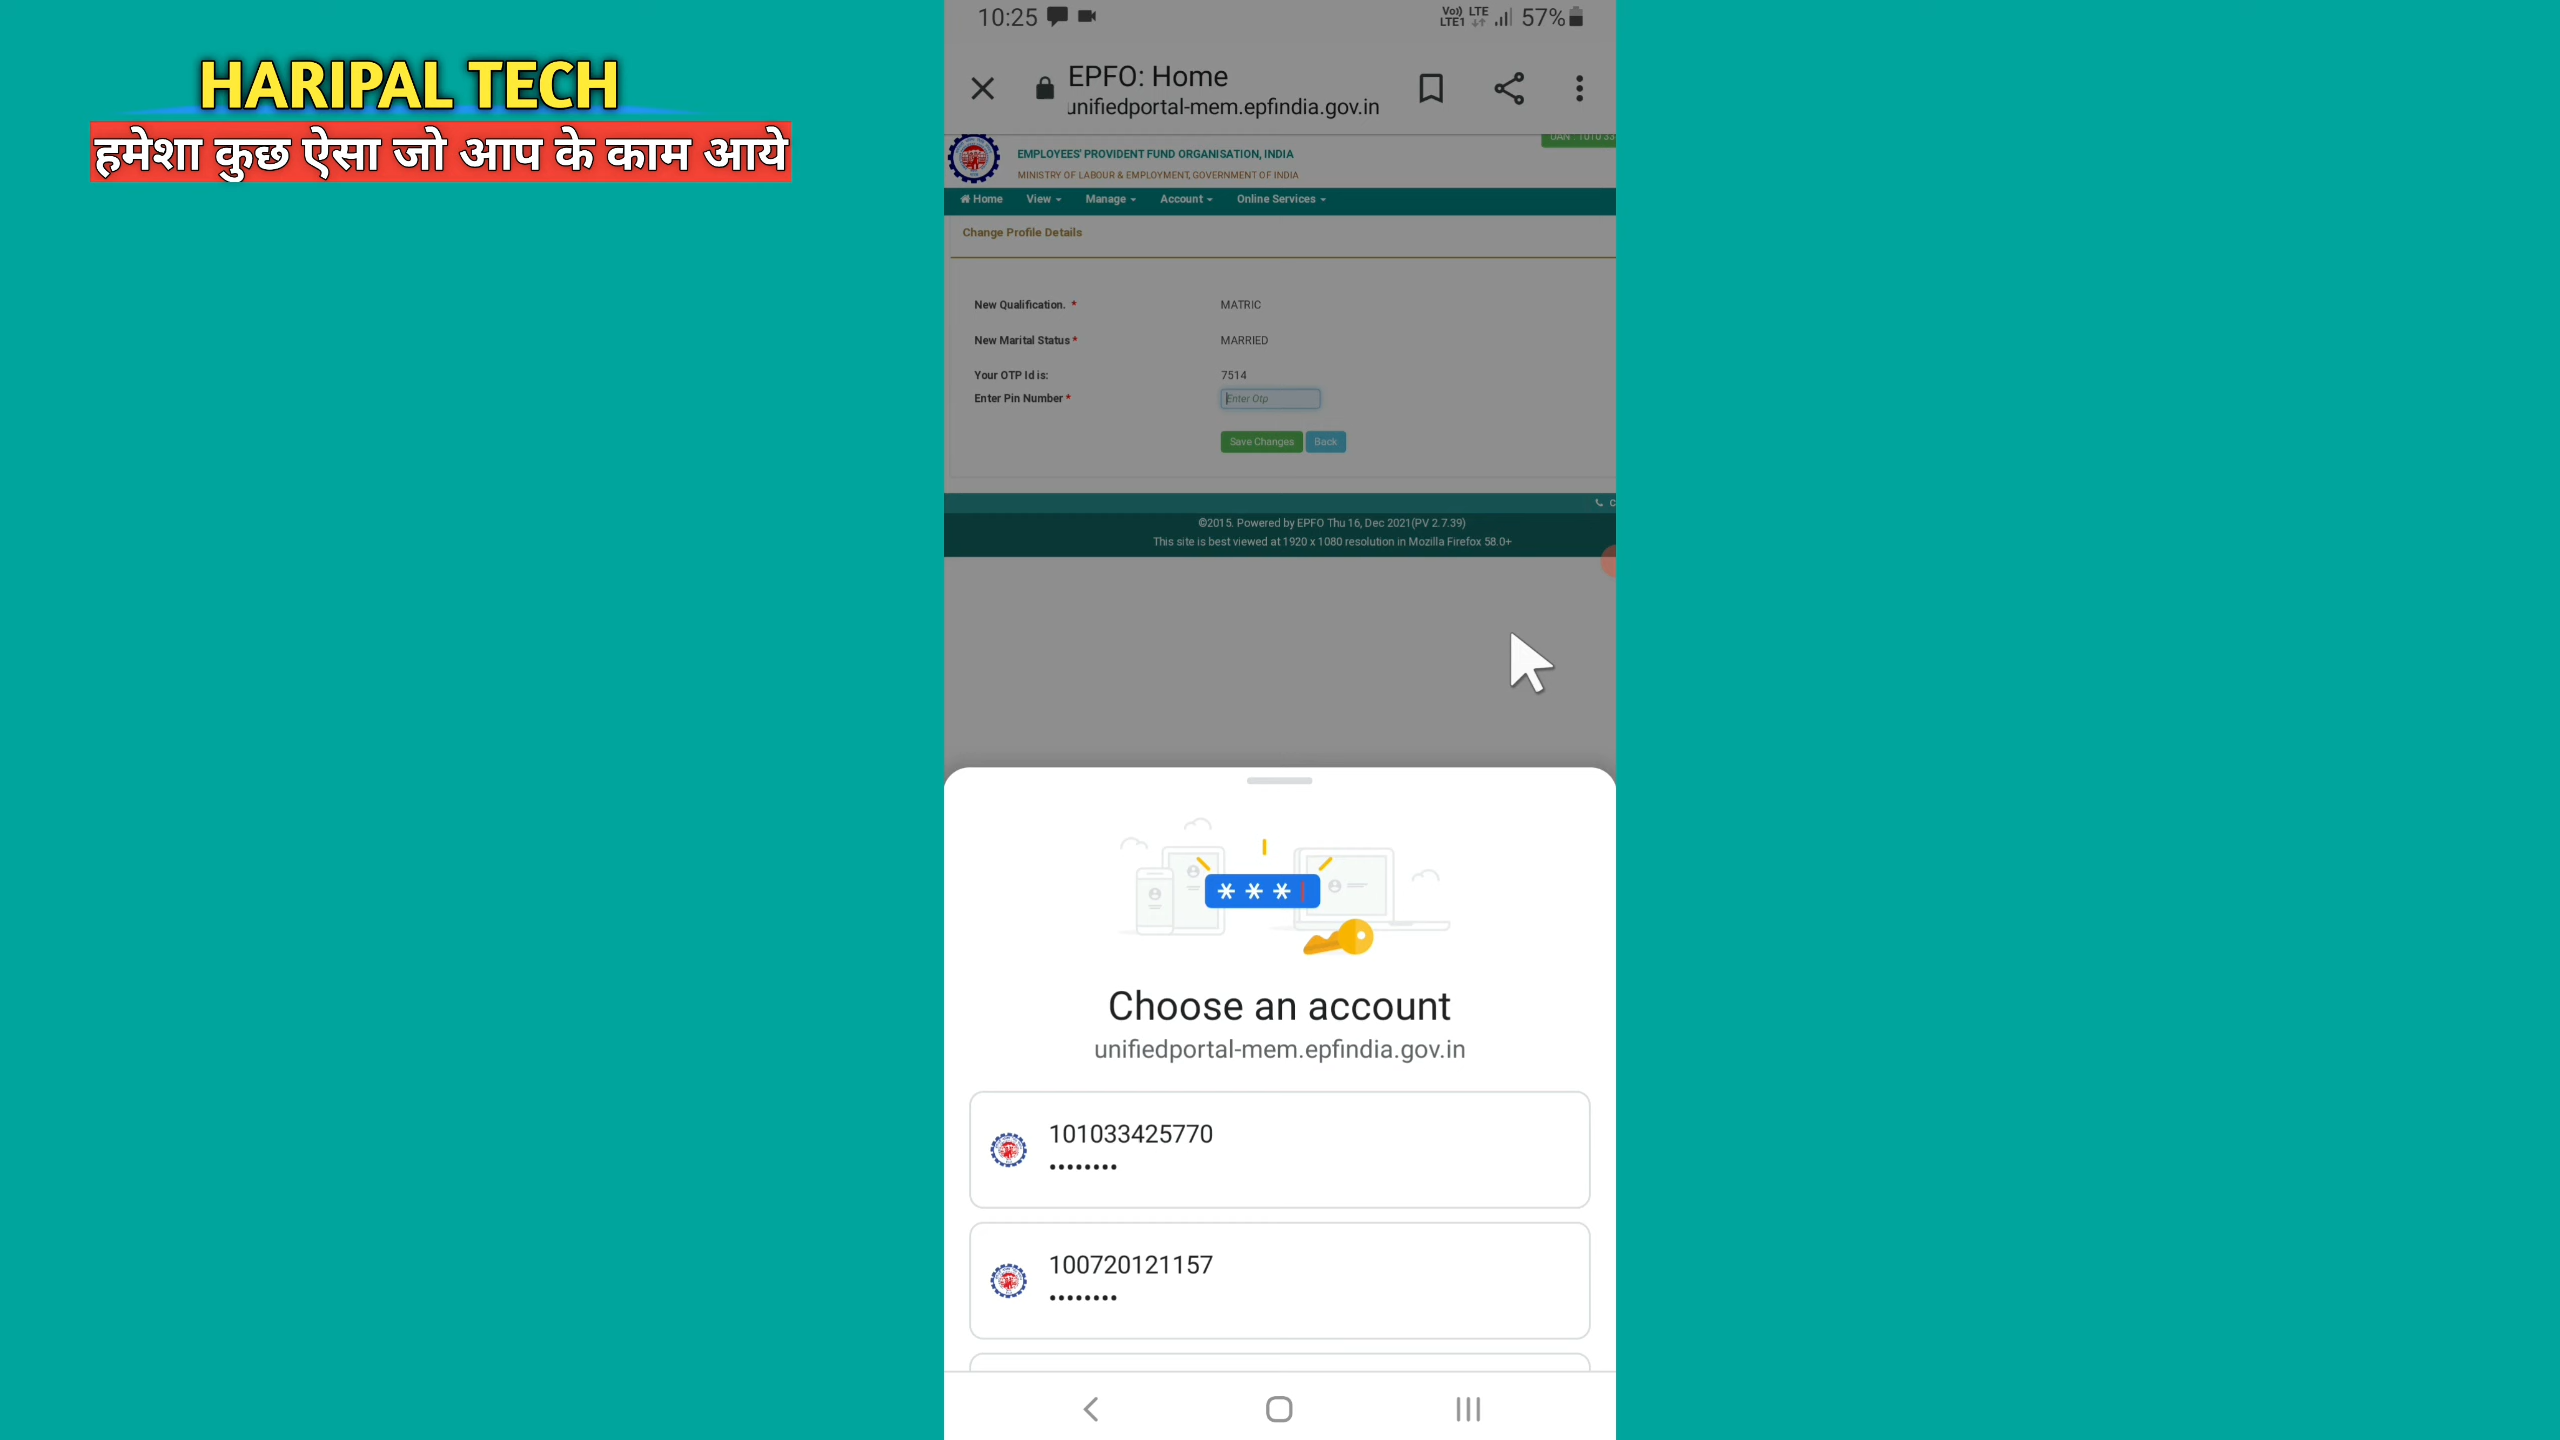 HARIPAL TECH
हमेशा कुछ ऐसा जो आप के काम आये
10:25
Vo)) LTE
LTE1
57%
EPFO: Home
unifiedportal-mem.epfindia.gov.in
EMPLOYEES' PROVIDENT FUND ORGANISATION, INDIA
MINISTRY OF LABOUR & EMPLOYMENT, GOVERNMENT OF INDIA
Home View Manage Account Online Services
Change Profile Details
New Qualification. * MATRIC
New Marital Status * MARRIED
Your OTP Id is: 7514
Enter Pin Number * Enter Otp
Save Changes Back
©2015. Powered by EPFO Thu 16, Dec 2021(PV 2.7.39)
This site is best viewed at 1920 x 1080 resolution in Mozilla Firefox 58.0+
***
Choose an account
unifiedportal-mem.epfindia.gov.in
101033425770
••••••••
100720121157
••••••••